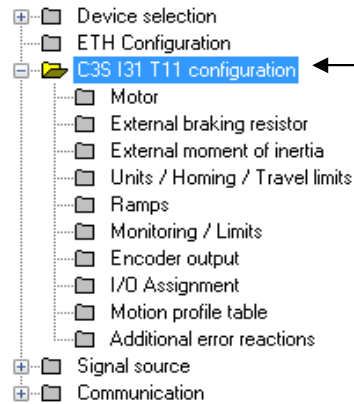 Device selection
ETH Configuration
C3S I31 T11 configuration
Motor
External braking resistor
External moment of inertia
Units / Homing / Travel limits
Ramps
Monitoring / Limits
Encoder output
I/O Assignment
Motion profile table
Additional error reactions
Signal source
Communication